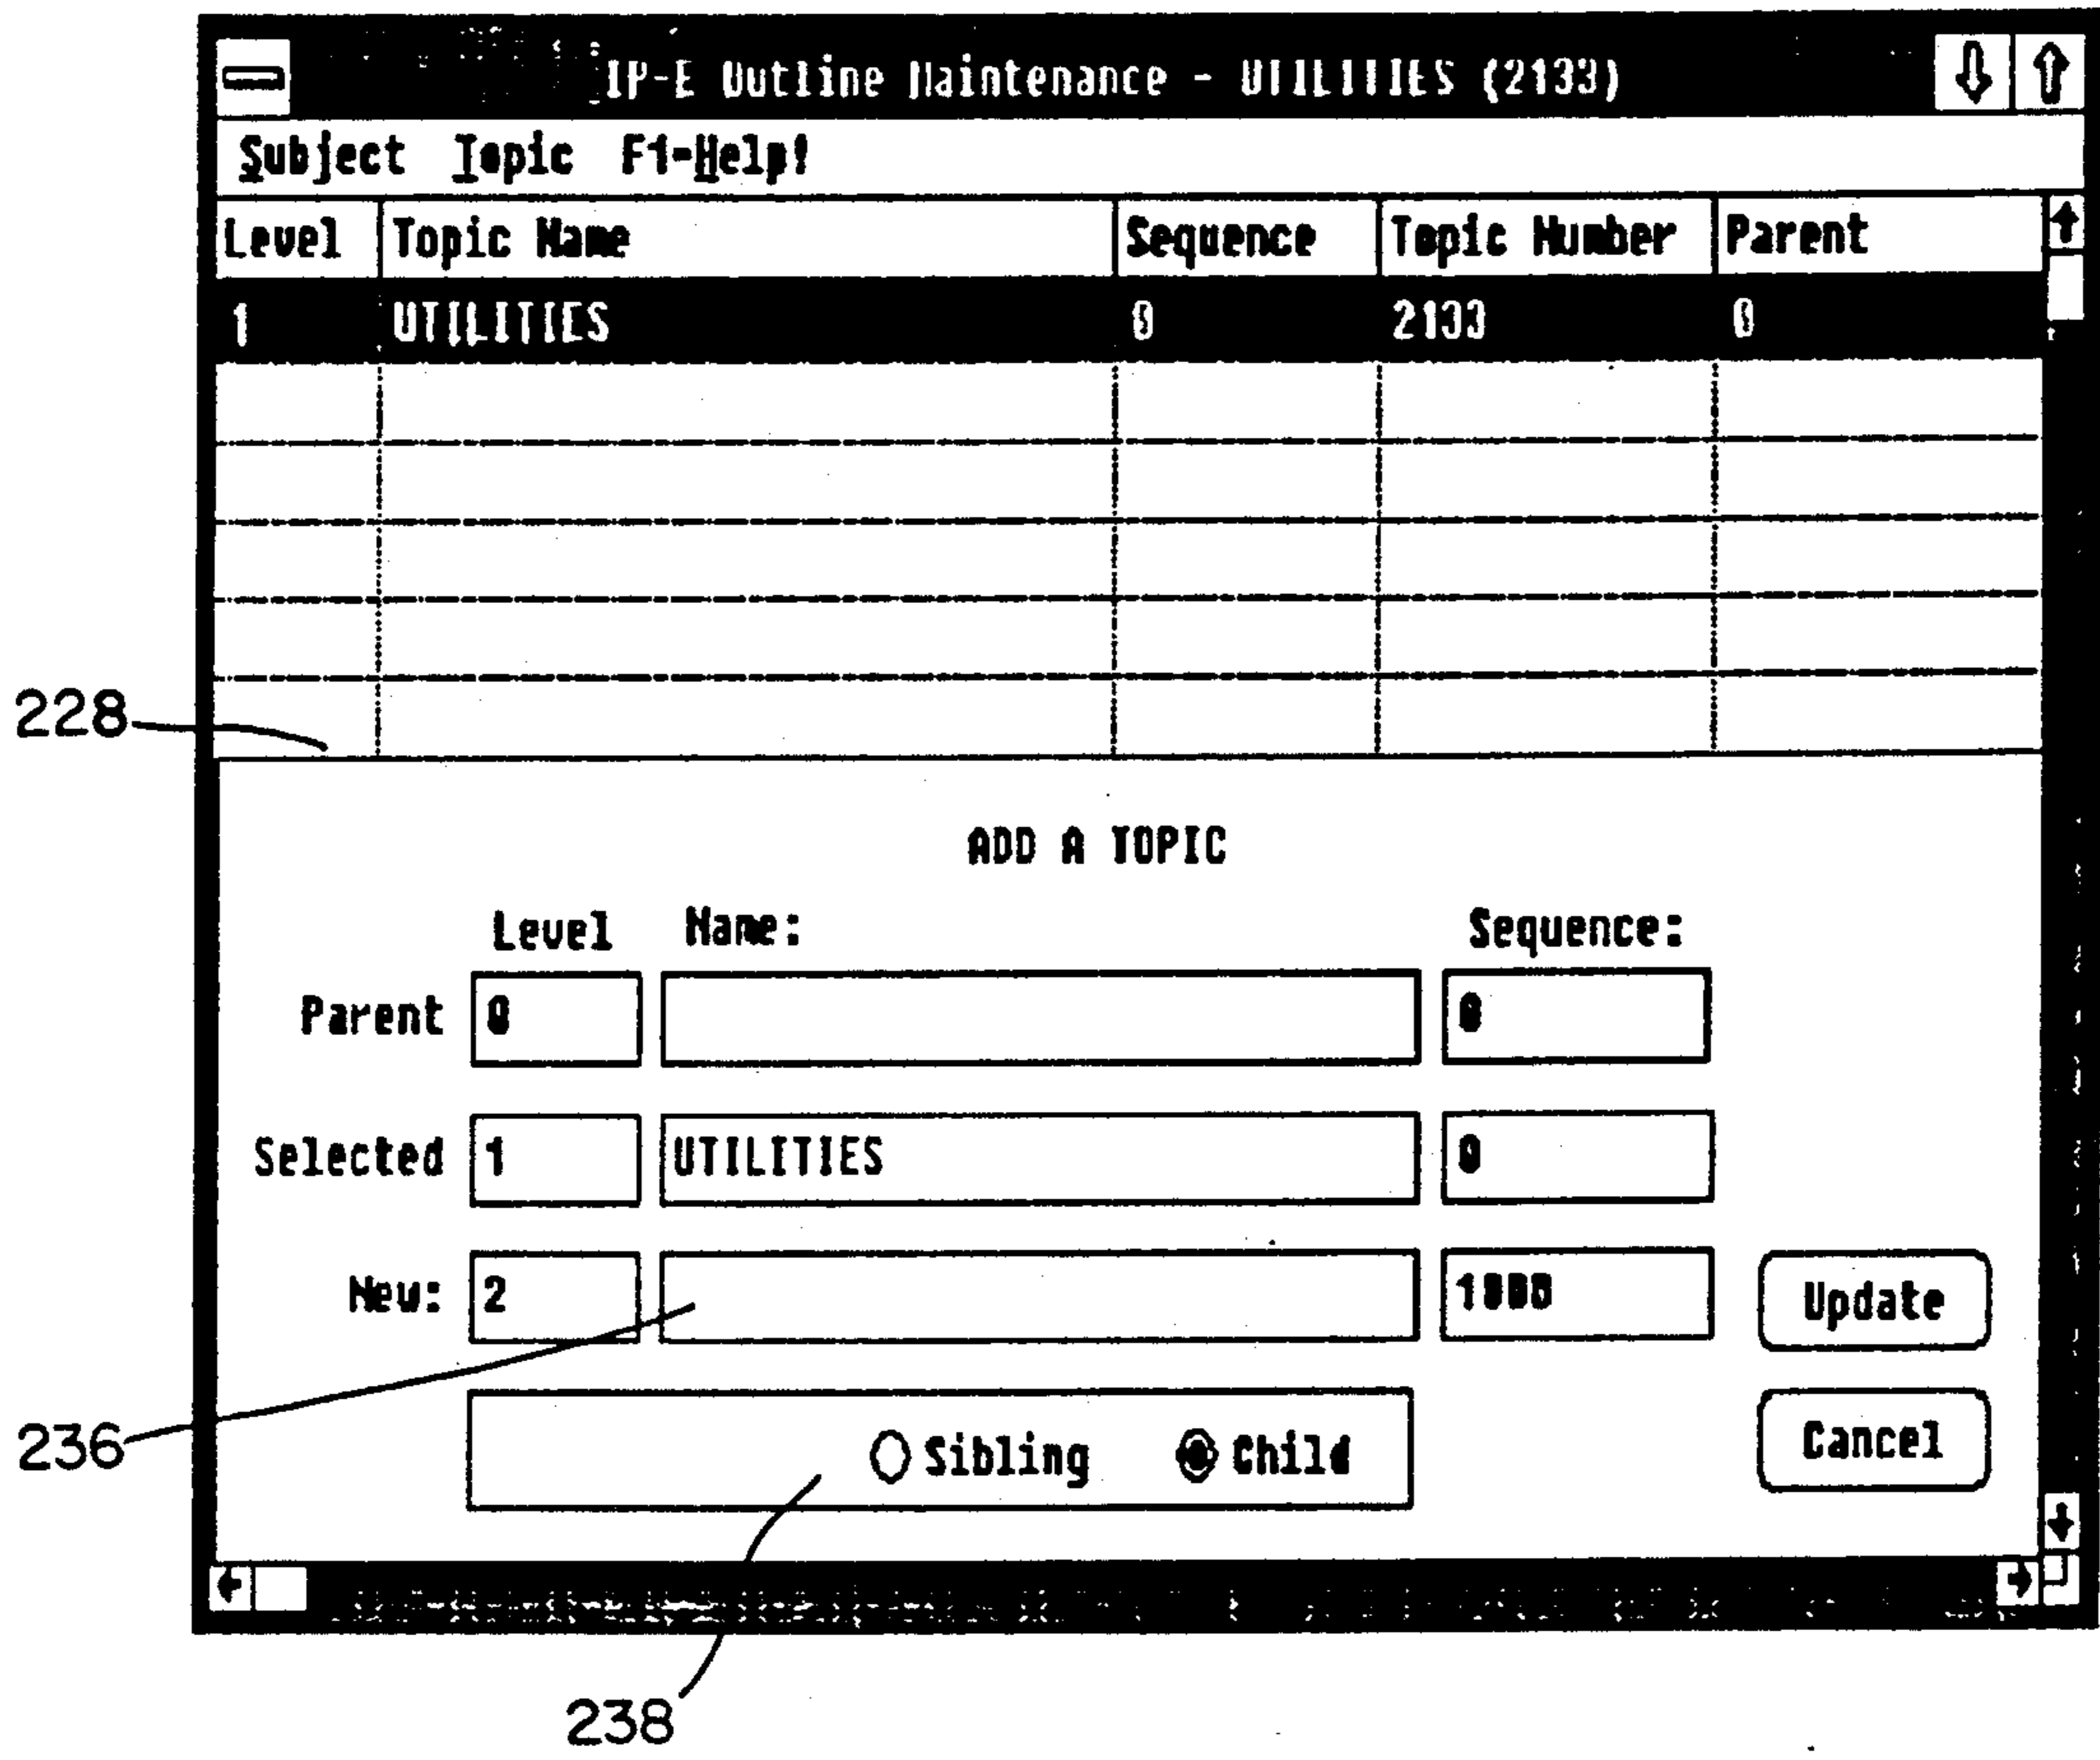 IP-E Outline Maintenance - UTILITIES (2133)
Subject Topic F1=Help!
Level Topic Name Sequence Topic Number Parent
1 UTILITIES 0 2133 0
228
ADD A TOPIC
Level Name: Sequence:
Parent 0 0
Selected 1 UTILITIES 0
New: 2 1000 Update
236
Sibling Child Cancel
238